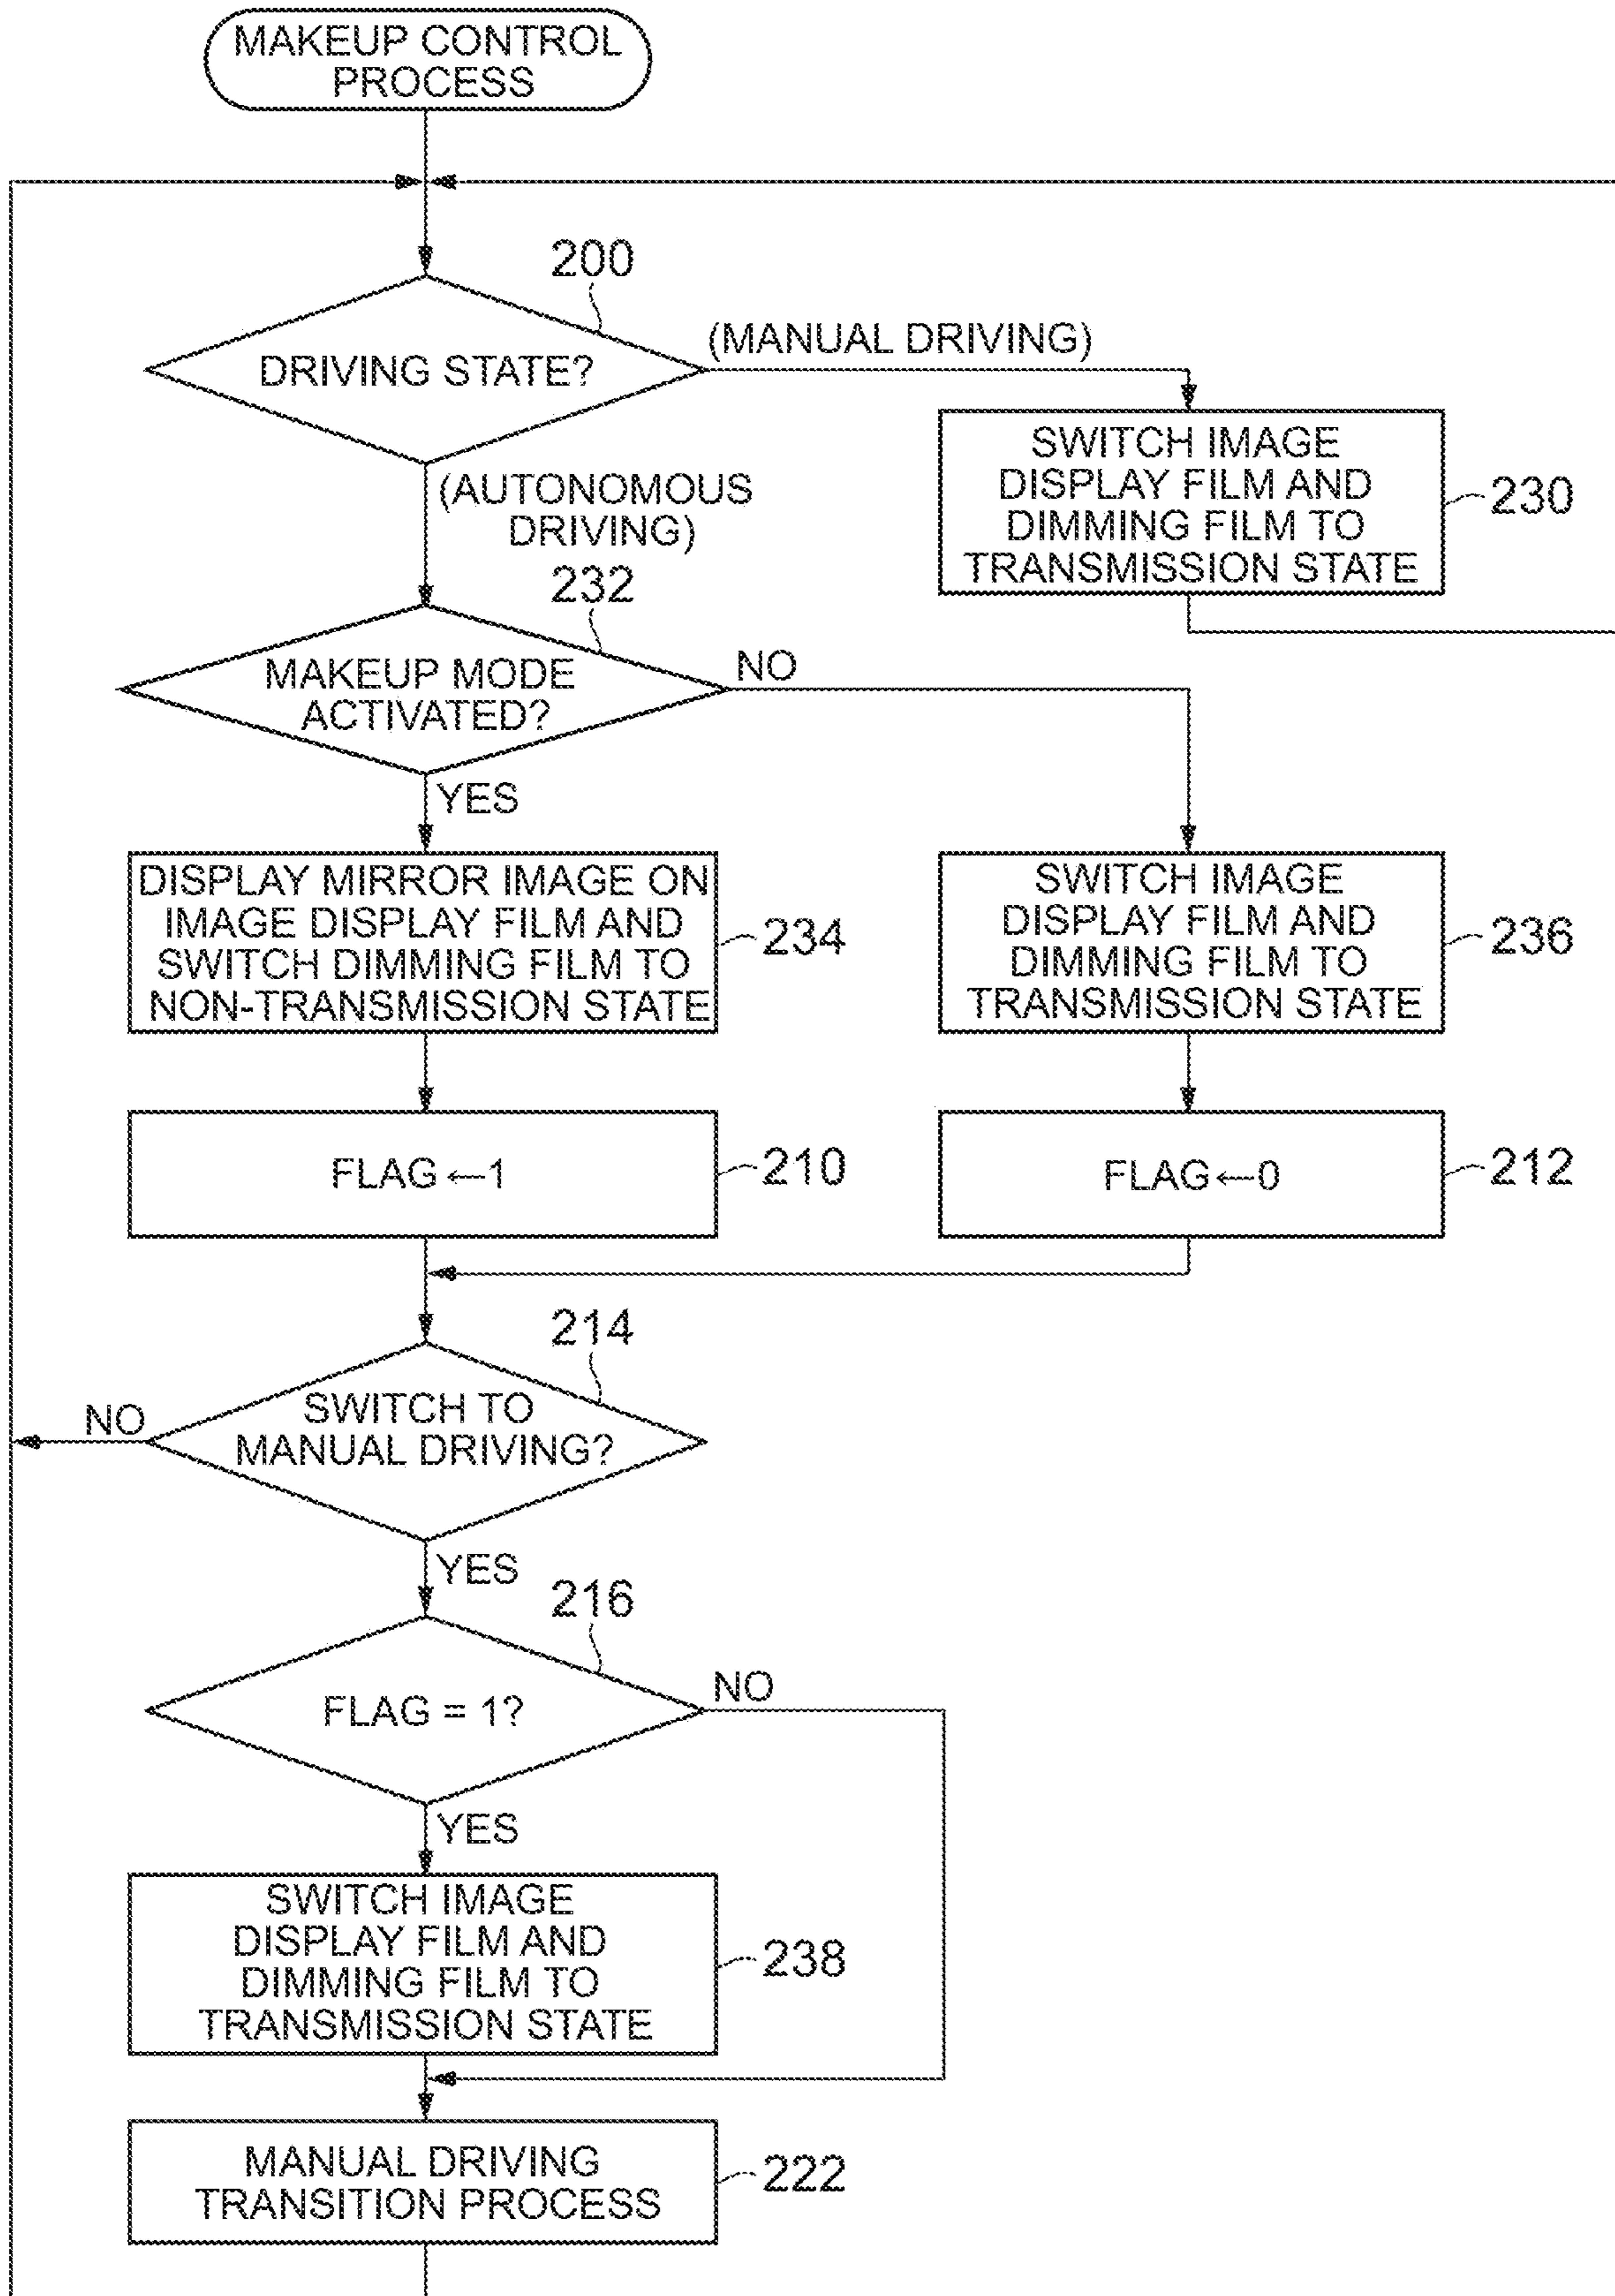 MAKEUP CONTROL
PROCESS
200
DRIVING STATE?
(MANUAL DRIVING)
SWITCH IMAGE
DISPLAY FILM AND
DIMMING FILM TO
TRANSMISSION STATE
230
(AUTONOMOUS
DRIVING)
232
MAKEUP MODE
ACTIVATED?
NO
YES
DISPLAY MIRROR IMAGE ON
IMAGE DISPLAY FILM AND
SWITCH DIMMING FILM TO
NON-TRANSMISSION STATE
234
SWITCH IMAGE
DISPLAY FILM AND
DIMMING FILM TO
TRANSMISSION STATE
236
FLAG ←1
210
FLAG ←0
212
214
SWITCH TO
MANUAL DRIVING?
NO
YES
216
FLAG = 1?
NO
YES
SWITCH IMAGE
DISPLAY FILM AND
DIMMING FILM TO
TRANSMISSION STATE
238
MANUAL DRIVING
TRANSITION PROCESS
222